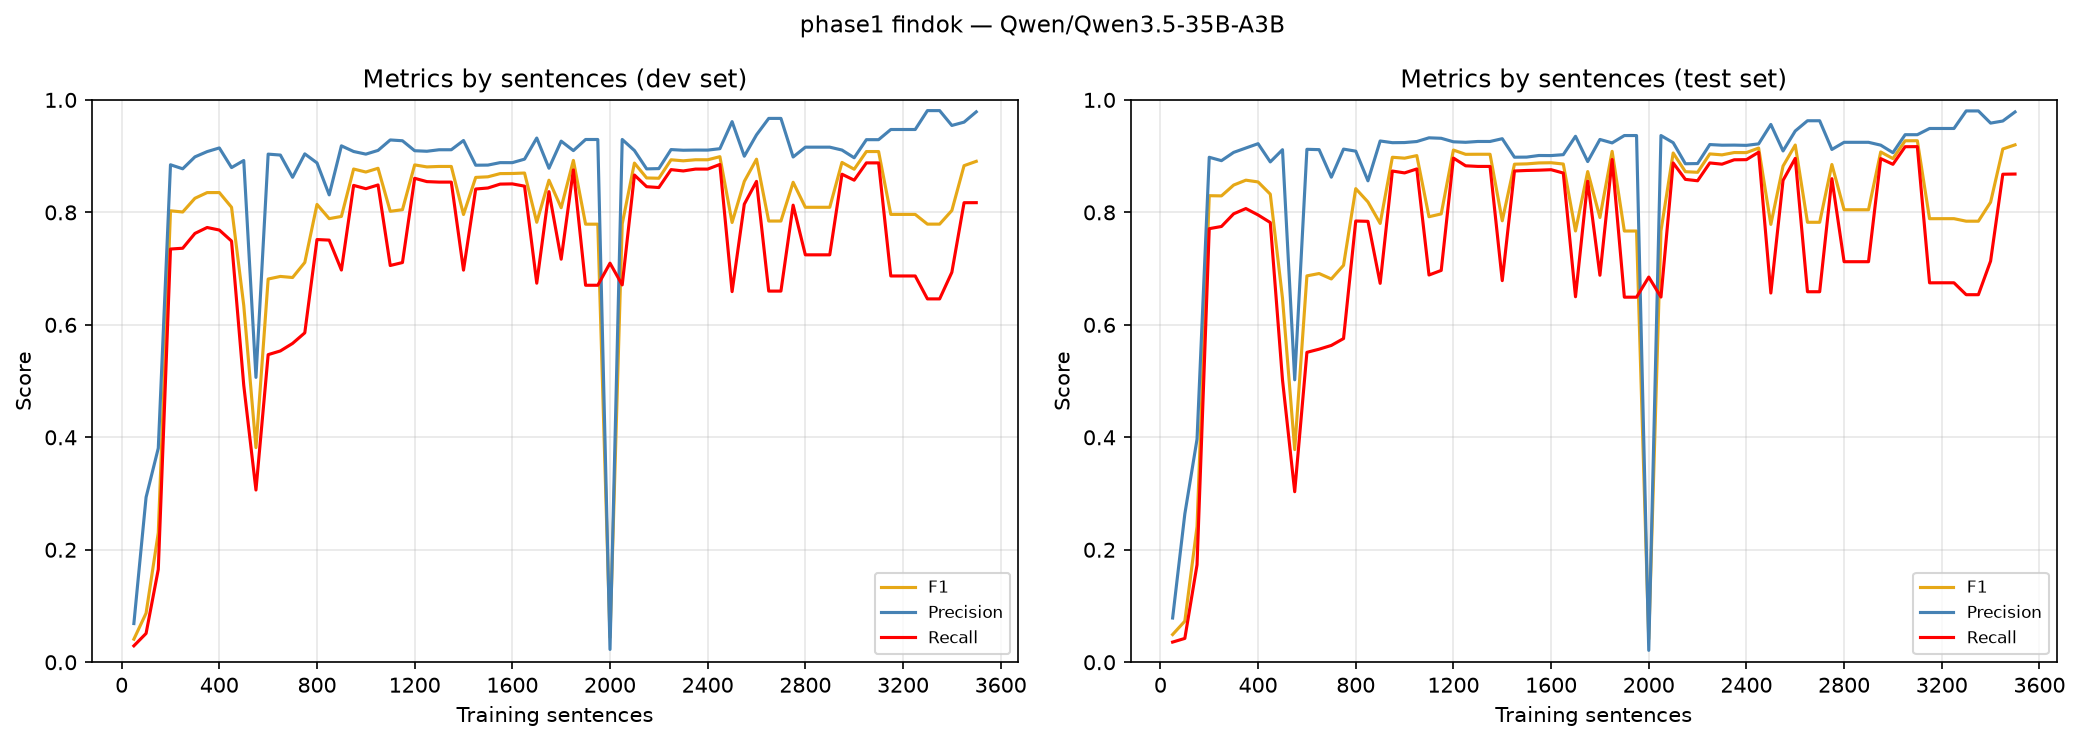 phase1 findok — Qwen/Qwen3.5-35B-A3B
Metrics by sentences (dev set)
1.0
0.8
0.6
0.4
0.2
0.0
Score
0 400 800 1200 1600 2000 2400 2800 3200 3600
Training sentences
F1
Precision
Recall
Metrics by sentences (test set)
1.0
0.8
0.6
0.4
0.2
0.0
Score
0 400 800 1200 1600 2000 2400 2800 3200 3600
Training sentences
F1
Precision
Recall